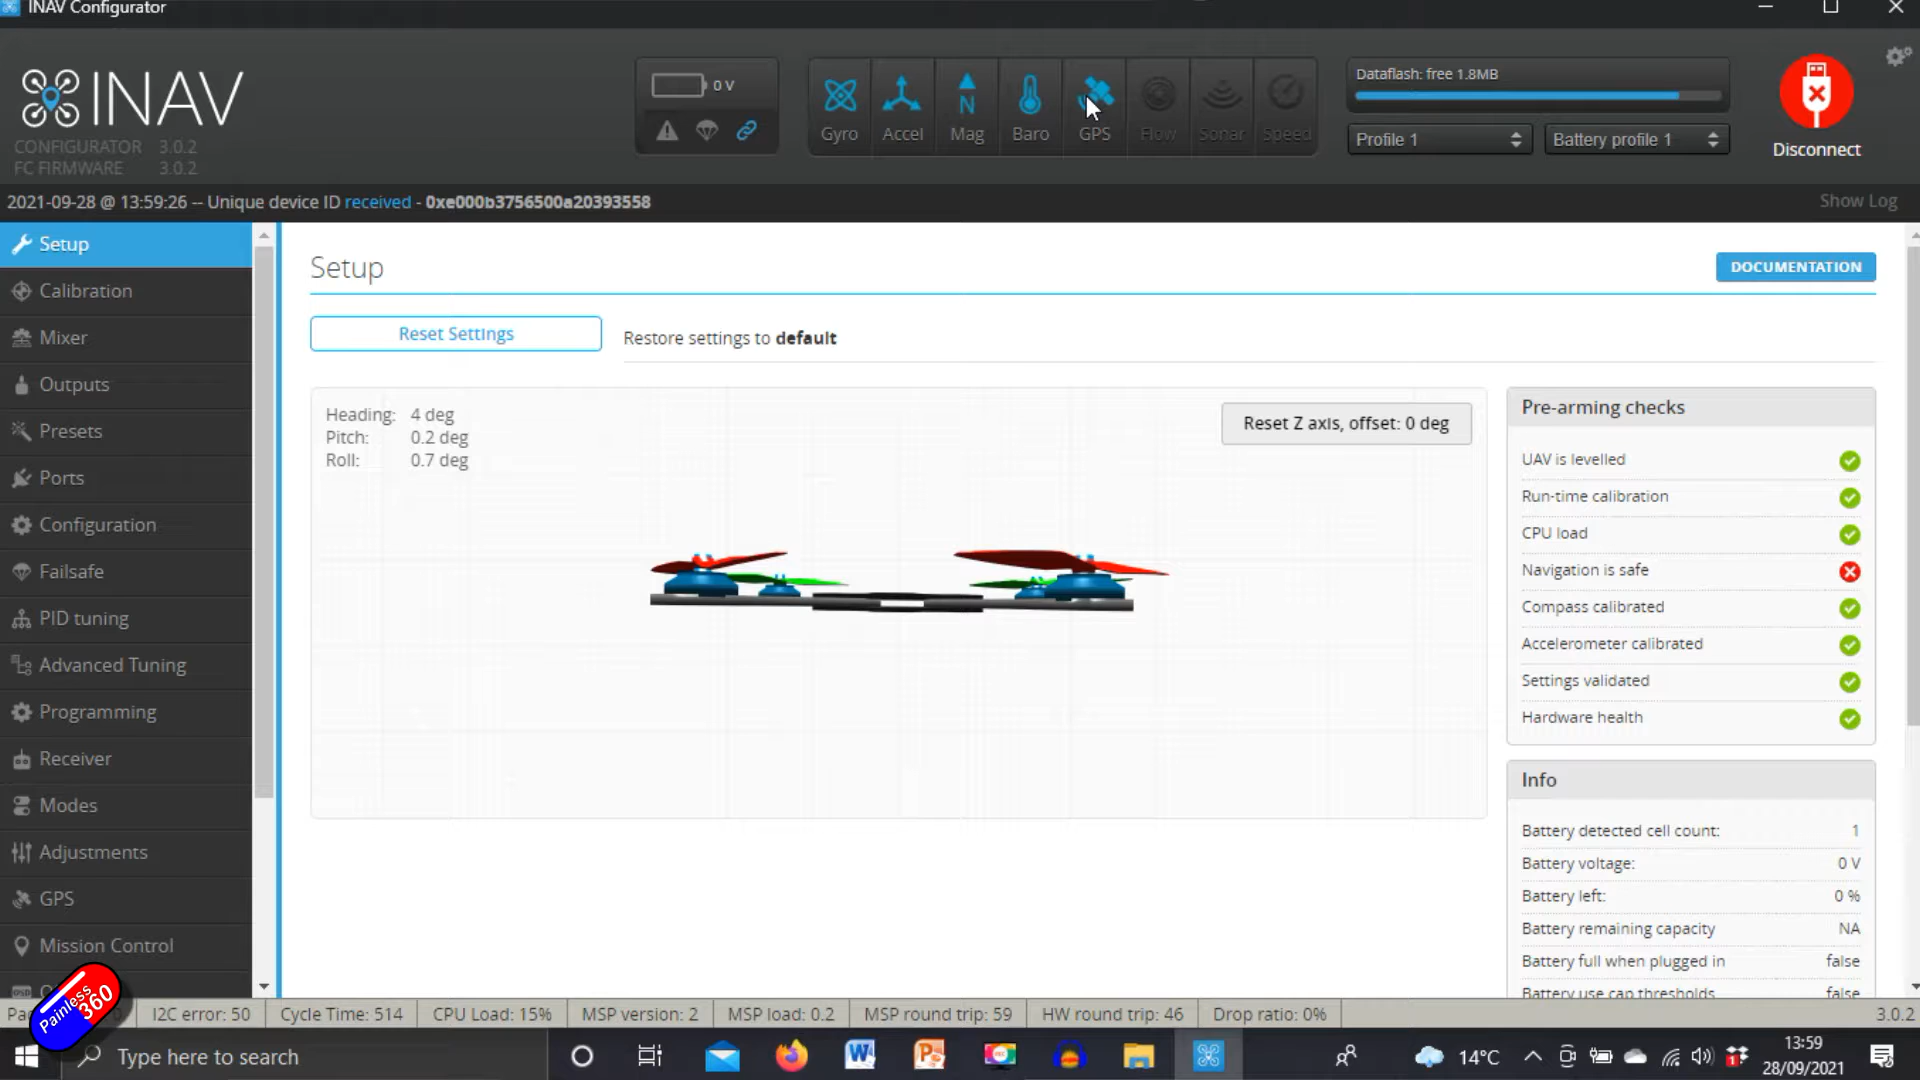 INAV Configurator
INAV
CONFIGURATOR 3.0.2
FC FIRMWARE 3.0.2
0 V
Gyro
Accel
N
Mag
Baro
GPS
Flow
Sonar
Speed
Dataflash: free 1.8MB
Profile 1
Battery profile 1
Disconnect
2021-09-28 @ 13:59:26 -- Unique device ID received - 0xe000b3756500a20393558
Show Log
Setup
Calibration
Mixer
Outputs
Presets
Ports
Configuration
Failsafe
PID tuning
Advanced Tuning
Programming
Receiver
Modes
Adjustments
GPS
Mission Control
Setup
DOCUMENTATION
Reset Settings
Restore settings to default
Heading: 4 deg
Pitch: 0.2 deg
Roll: 0.7 deg
Reset Z axis, offset: 0 deg
Pre-arming checks
UAV is levelled
Run-time calibration
CPU load
Navigation is safe
Compass calibrated
Accelerometer calibrated
Settings validated
Hardware health
Info
Battery detected cell count: 1
Battery voltage: 0 V
Battery left: 0 %
Battery remaining capacity NA
Battery full when plugged in false
Battery use cap thresholds false
Painless360
I2C error: 50
Cycle Time: 514
CPU Load: 15%
MSP version: 2
MSP load: 0.2
MSP round trip: 59
HW round trip: 46
Drop ratio: 0%
3.0.2
Type here to search
14°C
13:59
28/09/2021